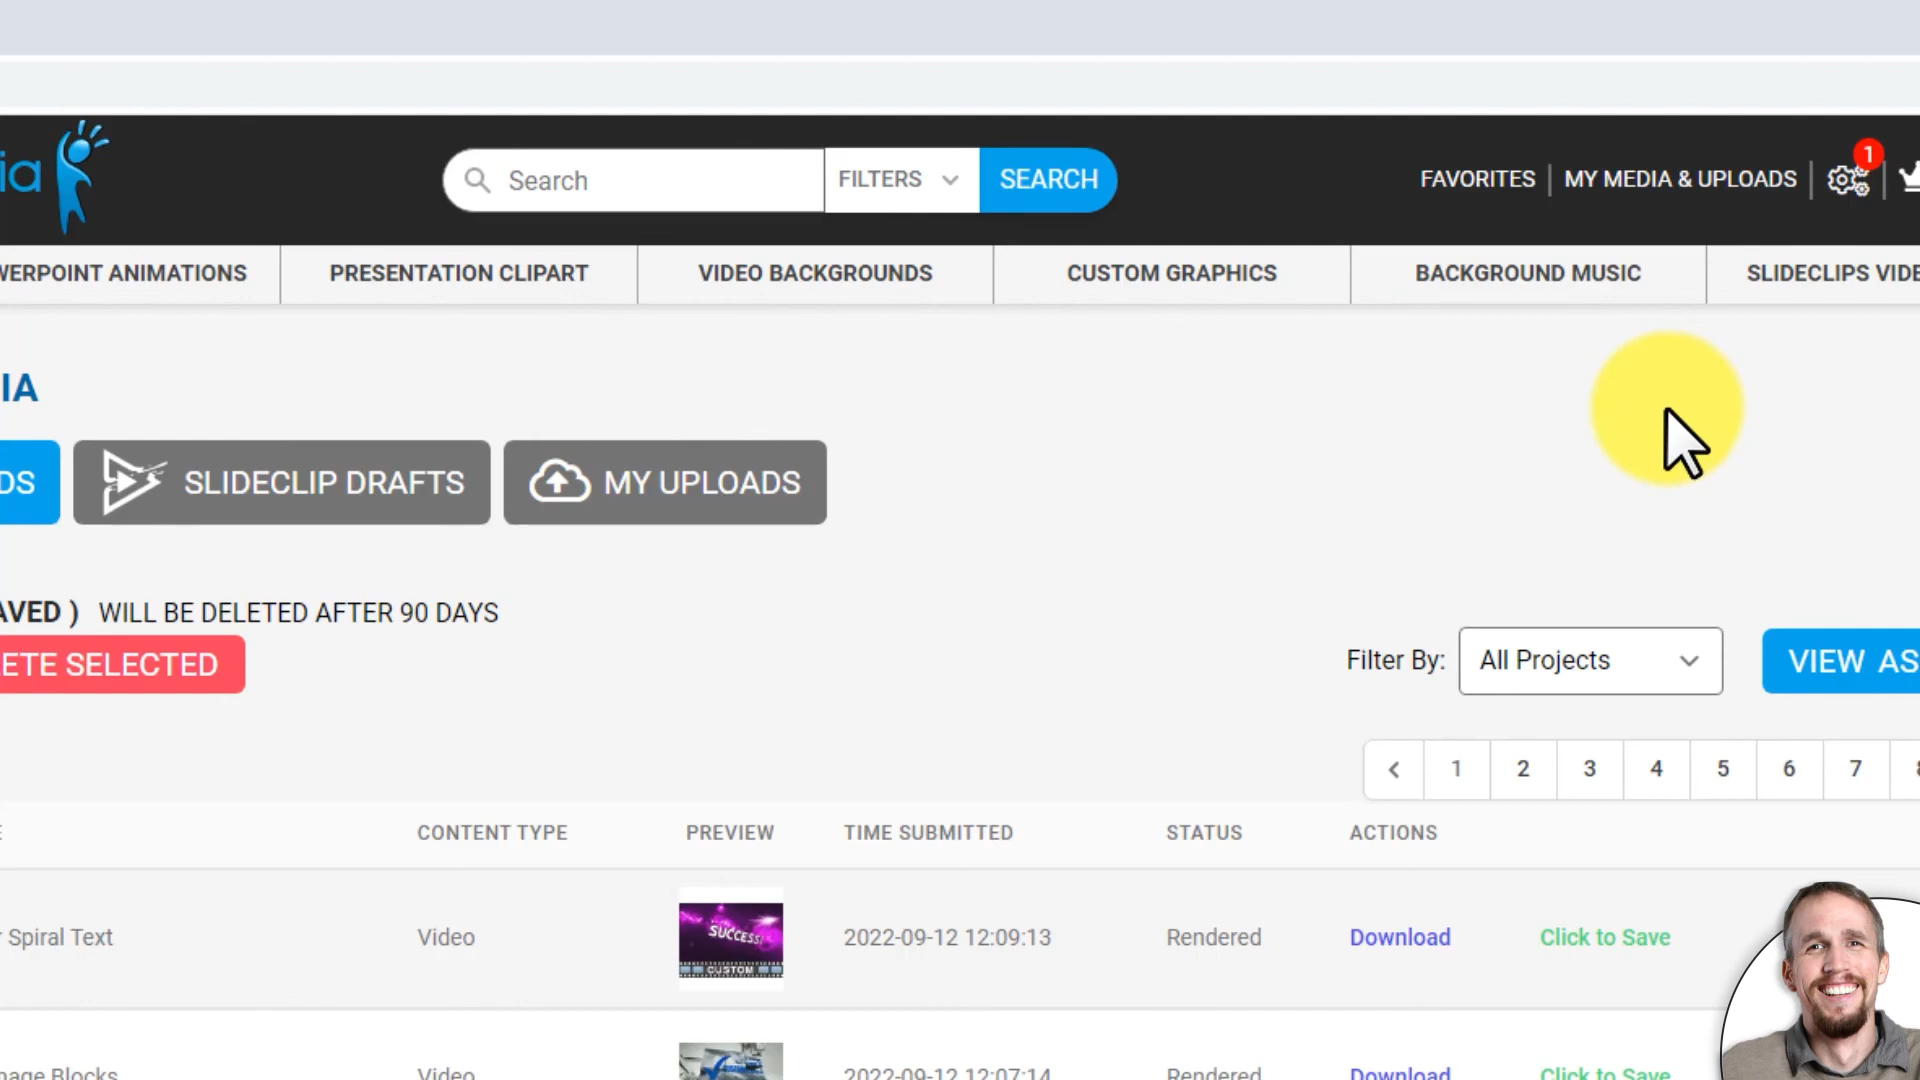 ia
Search
FILTERS
SEARCH
FAVORITES
MY MEDIA & UPLOADS
1
WERPOINT ANIMATIONS
PRESENTATION CLIPART
VIDEO BACKGROUNDS
CUSTOM GRAPHICS
BACKGROUND MUSIC
SLIDECLIPS VIDE
IA
DS
SLIDECLIP DRAFTS
MY UPLOADS
AVED ) WILL BE DELETED AFTER 90 DAYS
ETE SELECTED
Filter By:
All Projects
VIEW AS
1 2 3 4 5 6 7 8
E CONTENT TYPE PREVIEW TIME SUBMITTED STATUS ACTIONS
r Spiral Text Video SUCCESS! CUSTOM 2022-09-12 12:09:13 Rendered Download Click to Save
mage Blocks Video 2022-09-12 12:07:14 Rendered Download Click to Save